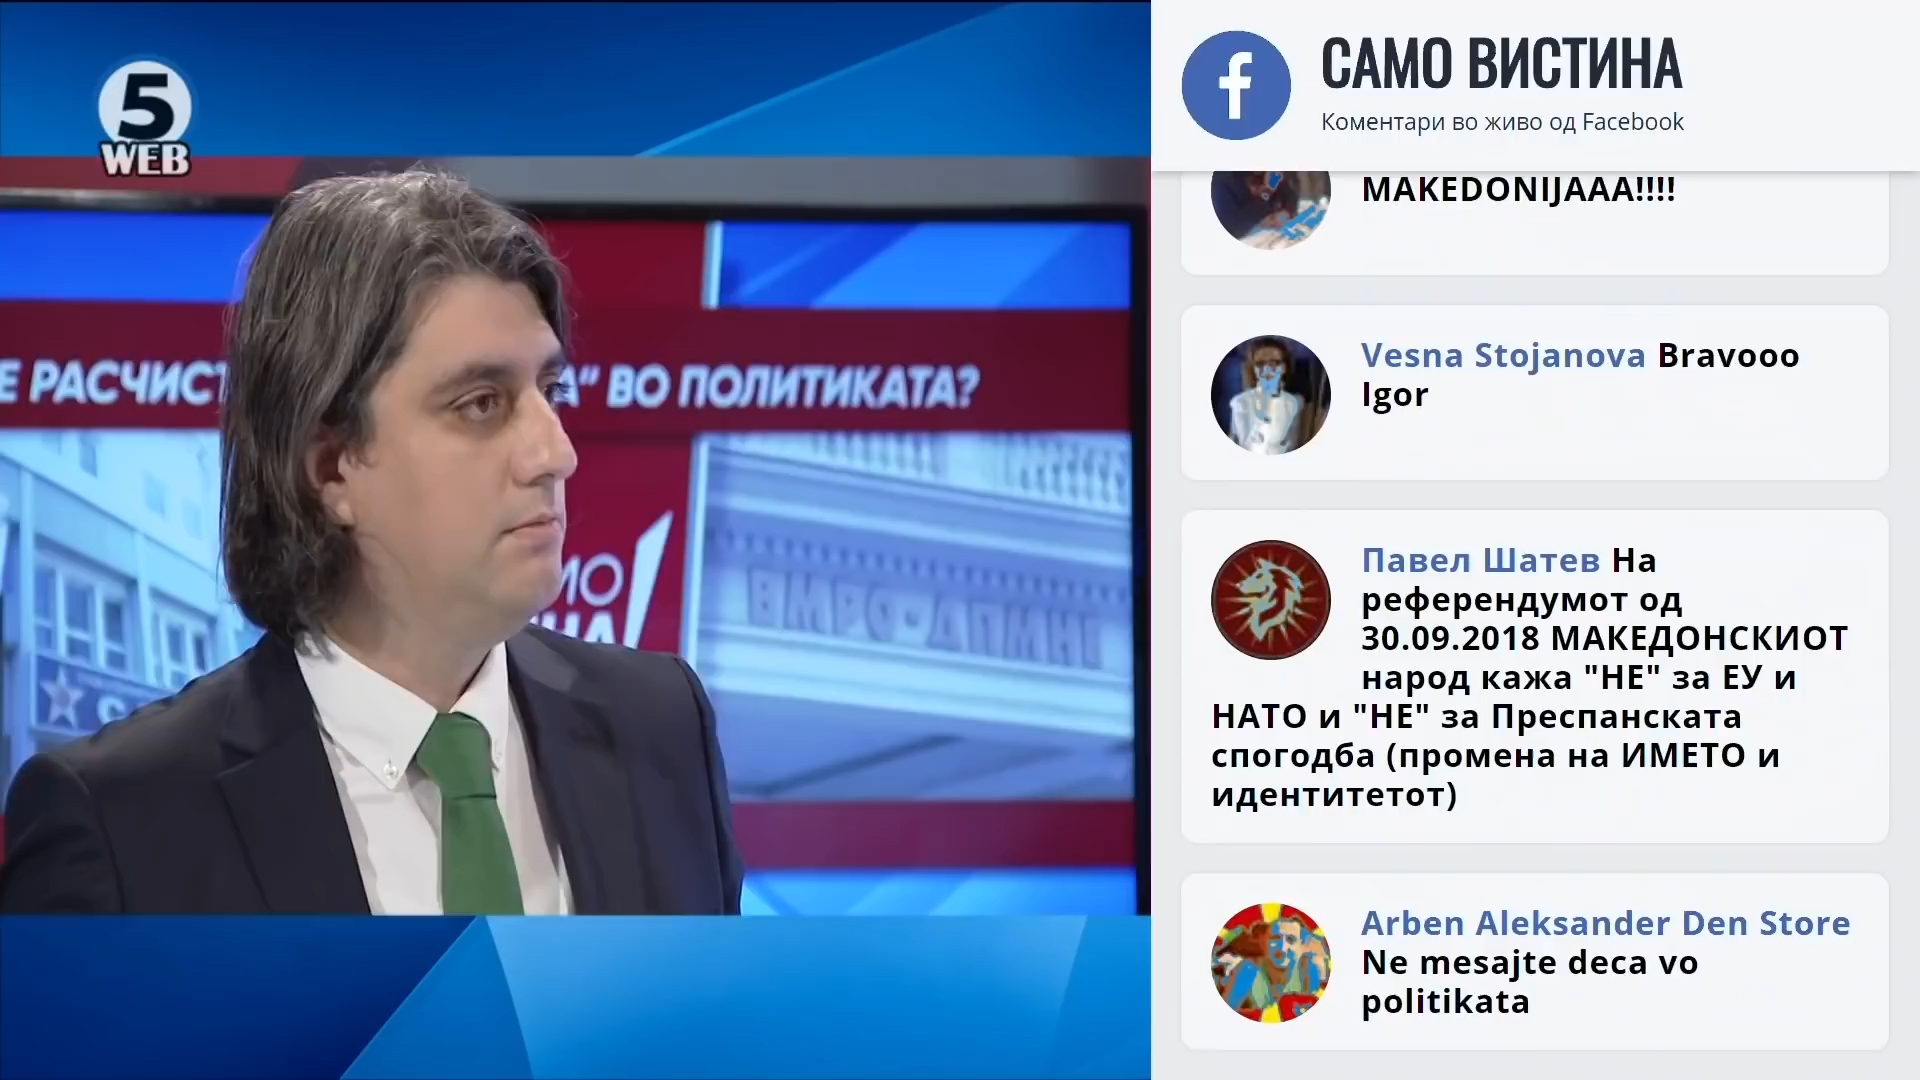 5
WEB
Е РАСЧИСТ
А“ ВО ПОЛИТИКАТА?
ВМРО-ДПМНЕ
САМО ВИСТИНА
Коментари во живо од Facebook
MAKEDONIJAAA!!!!
Vesna Stojanova Bravooo
Igor
Павел Шатев На
референдумот од
30.09.2018 МАКЕДОНСКИОТ
народ кажа "НЕ" за ЕУ и
НАТО и "НЕ" за Преспанската
спогодба (промена на ИМЕТО и
идентитетот)
Arben Aleksander Den Store
Ne mesajte deca vo
politikata